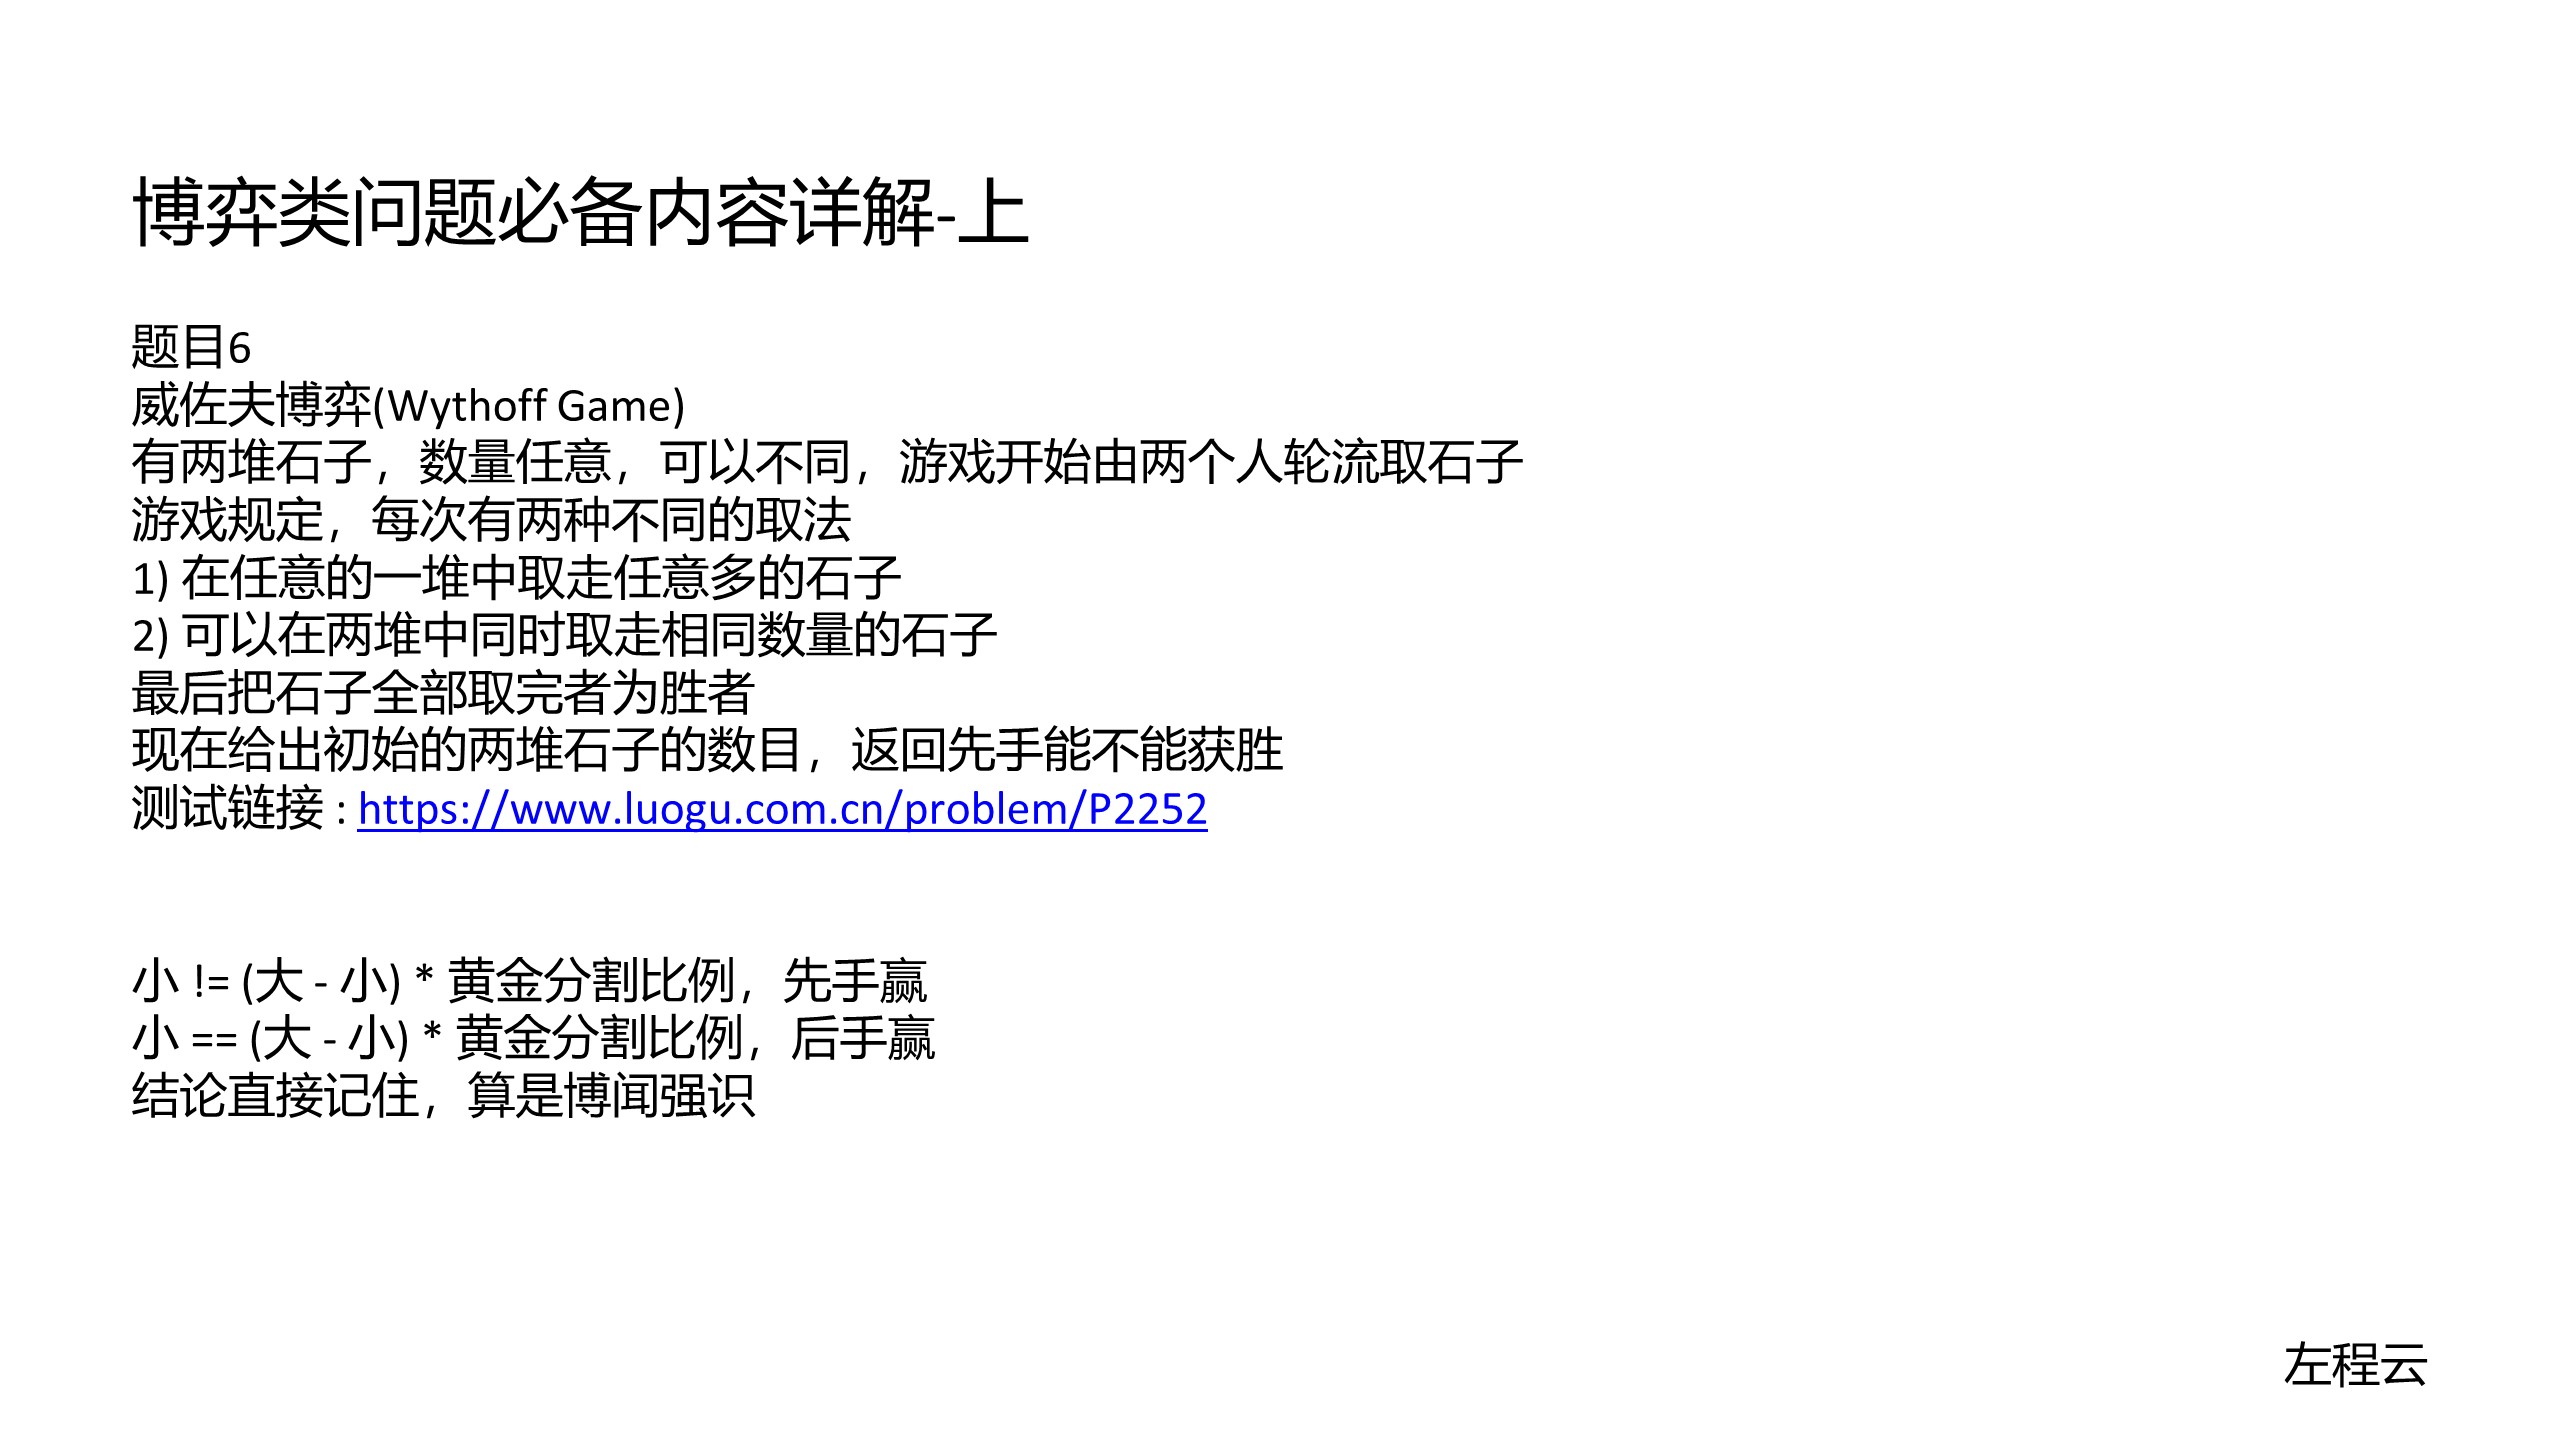 博弈类问题必备内容详解-上
题目6
威佐夫博弈(Wythoff Game)
有两堆石子，数量任意，可以不同，游戏开始由两个人轮流取石子
游戏规定，每次有两种不同的取法
1) 在任意的一堆中取走任意多的石子
2) 可以在两堆中同时取走相同数量的石子
最后把石子全部取完者为胜者
现在给出初始的两堆石子的数目，返回先手能不能获胜
测试链接 : https://www.luogu.com.cn/problem/P2252
小 != (大 - 小) * 黄金分割比例，先手赢
小 == (大 - 小) * 黄金分割比例，后手赢
结论直接记住，算是博闻强识
左程云